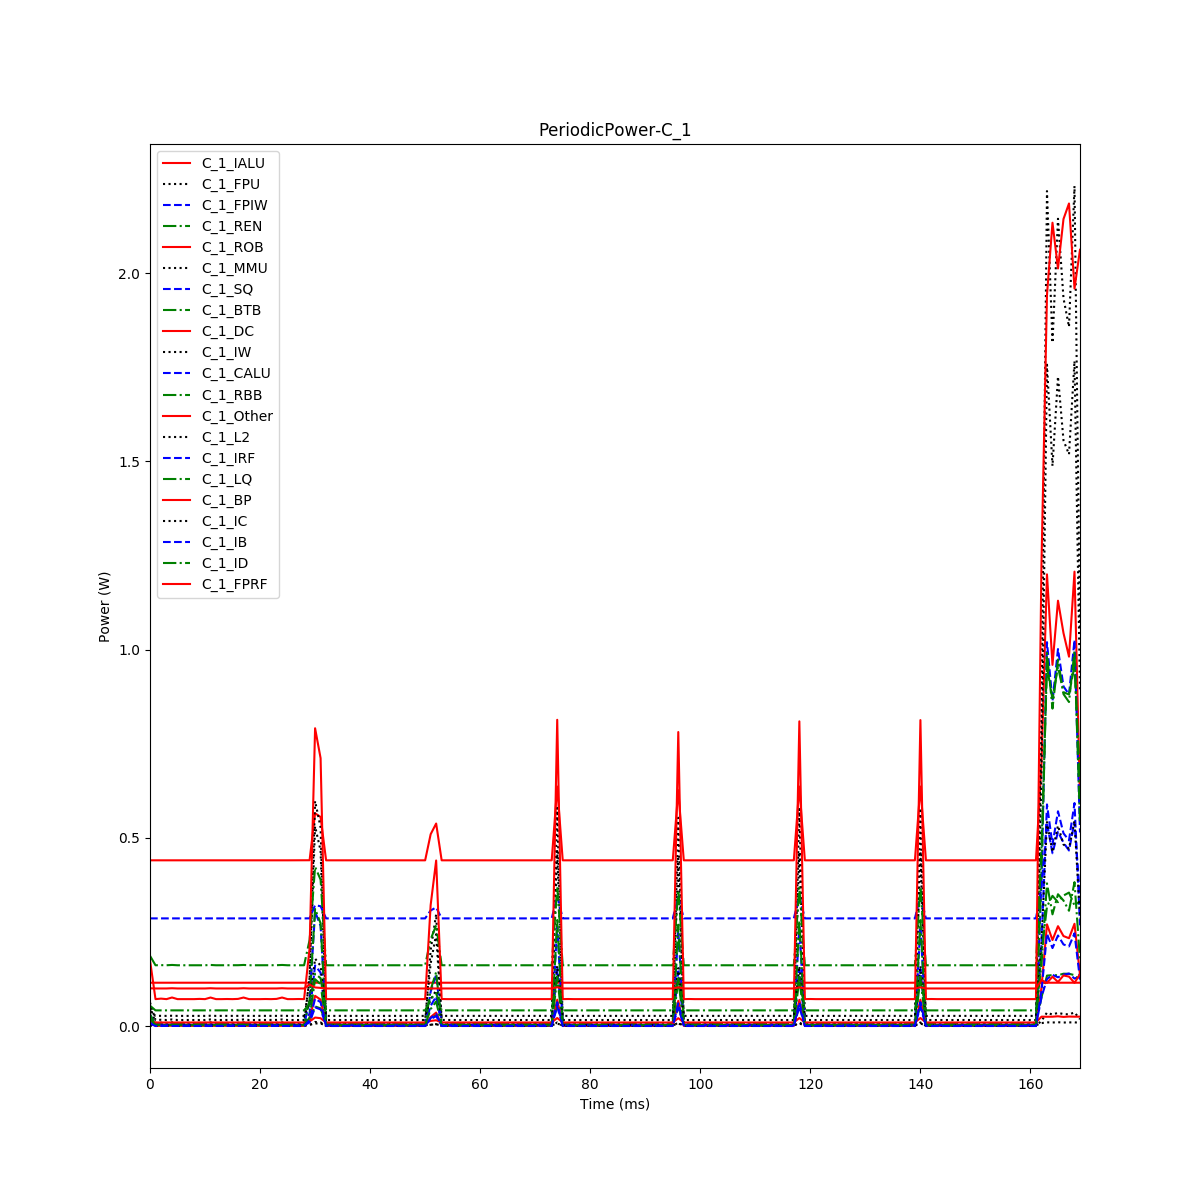 PeriodicPower-C_1
C_1_IALU
C_1_FPU
C_1_FPIW
C_1_REN
C_1_ROB
C_1_MMU
C_1_SQ
C_1_BTB
C_1_DC
C_1_IW
C_1_CALU
C_1_RBB
C_1_Other
C_1_L2
C_1_IRF
C_1_LQ
C_1_BP
C_1_IC
C_1_IB
C_1_ID
C_1_FPRF
2.0
1.5
1.0
0.5
0.0
Power (W)
0 20 40 60 80 100 120 140 160
Time (ms)